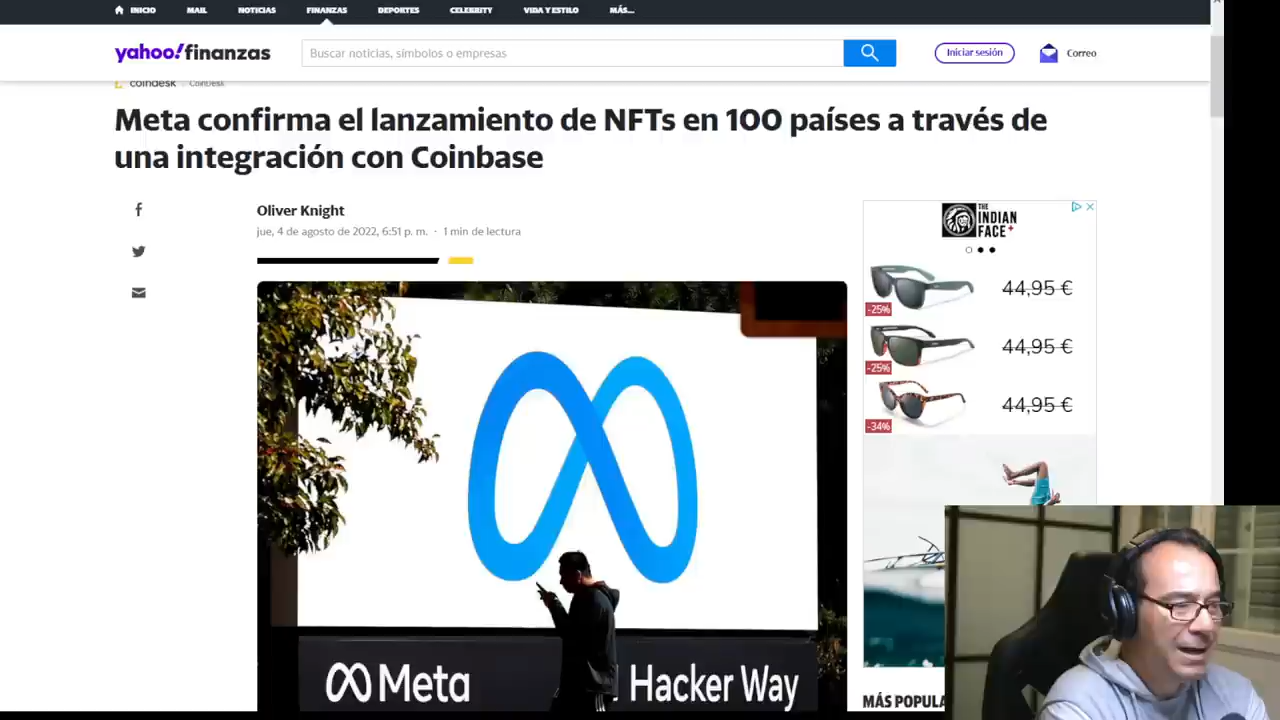 INICIO MAIL NOTICIAS FINANZAS DEPORTES CELEBRITY VIDA Y ESTILO MÁS...
yahoo!finanzas
Buscar noticias, símbolos o empresas
Iniciar sesión
Correo
coindesk CoinDesk
Meta confirma el lanzamiento de NFTs en 100 países a través de
una integración con Coinbase
Oliver Knight
jue, 4 de agosto de 2022, 6:51 p. m. · 1 min de lectura
THE
INDIAN
FACE
44,95 €
-25%
44,95 €
-25%
44,95 €
-34%
Meta
Hacker Way
MÁS POPULA